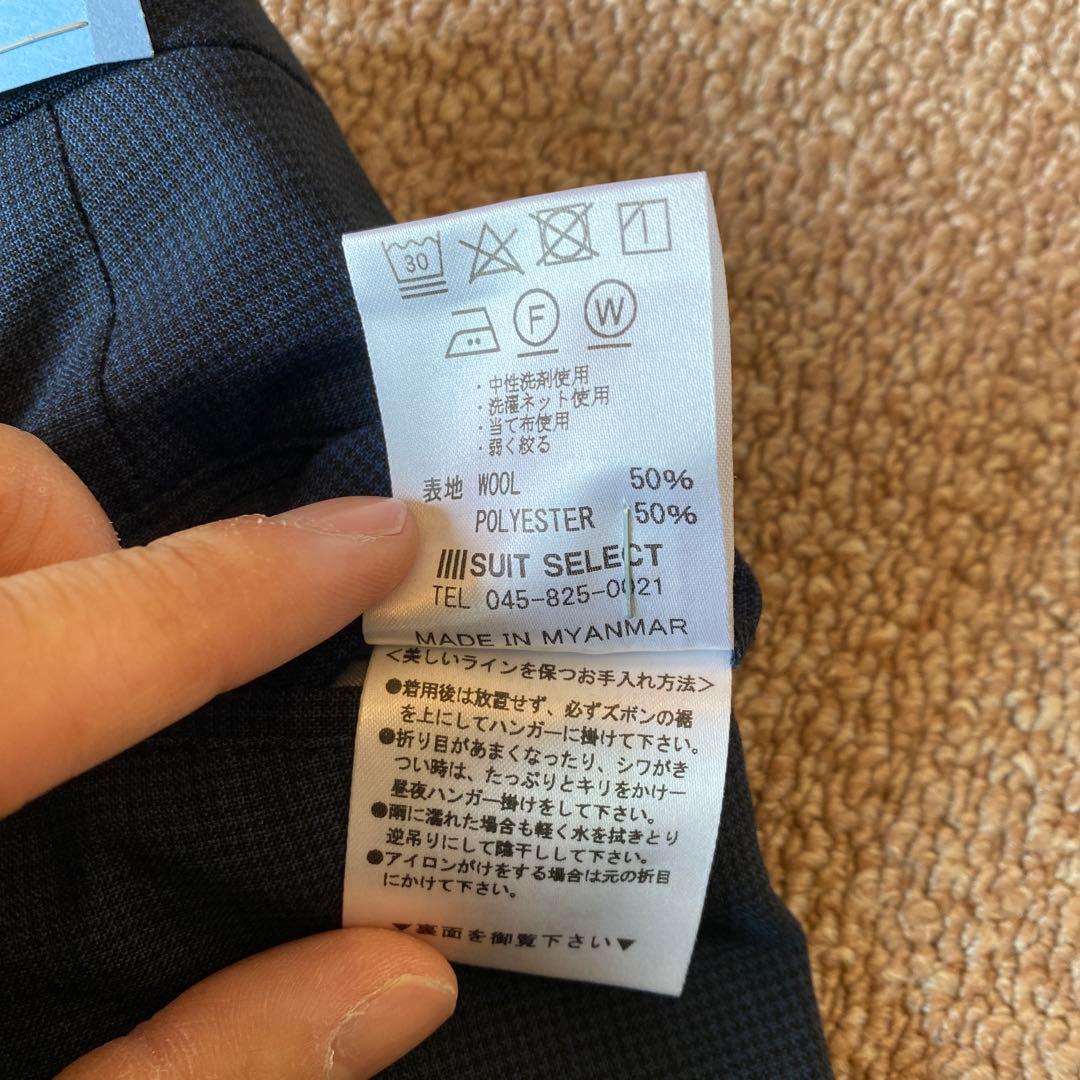 30
F W
・中性洗剤使用
・洗濯ネット使用
・当て布使用
・弱く絞る
表地 WOOL 50%
POLYESTER 50%
SUIT SELECT
TEL 045-825-0021
MADE IN MYANMAR
<美しいラインを保つお手入れ方法>
●着用後は放置せず、必ずズボンの裾
を上にしてハンガーに掛けて下さい。
●折り目があまくなったり、シワがき
つい時は、たっぷりとキリをかけ一
昼夜ハンガー掛けをして下さい。
●雨に濡れた場合も軽く水を拭きとり
逆吊りにして陰干しして下さい。
●アイロンがけをする場合は元の折目
にかけて下さい。
▼裏面を御覧下さい▼